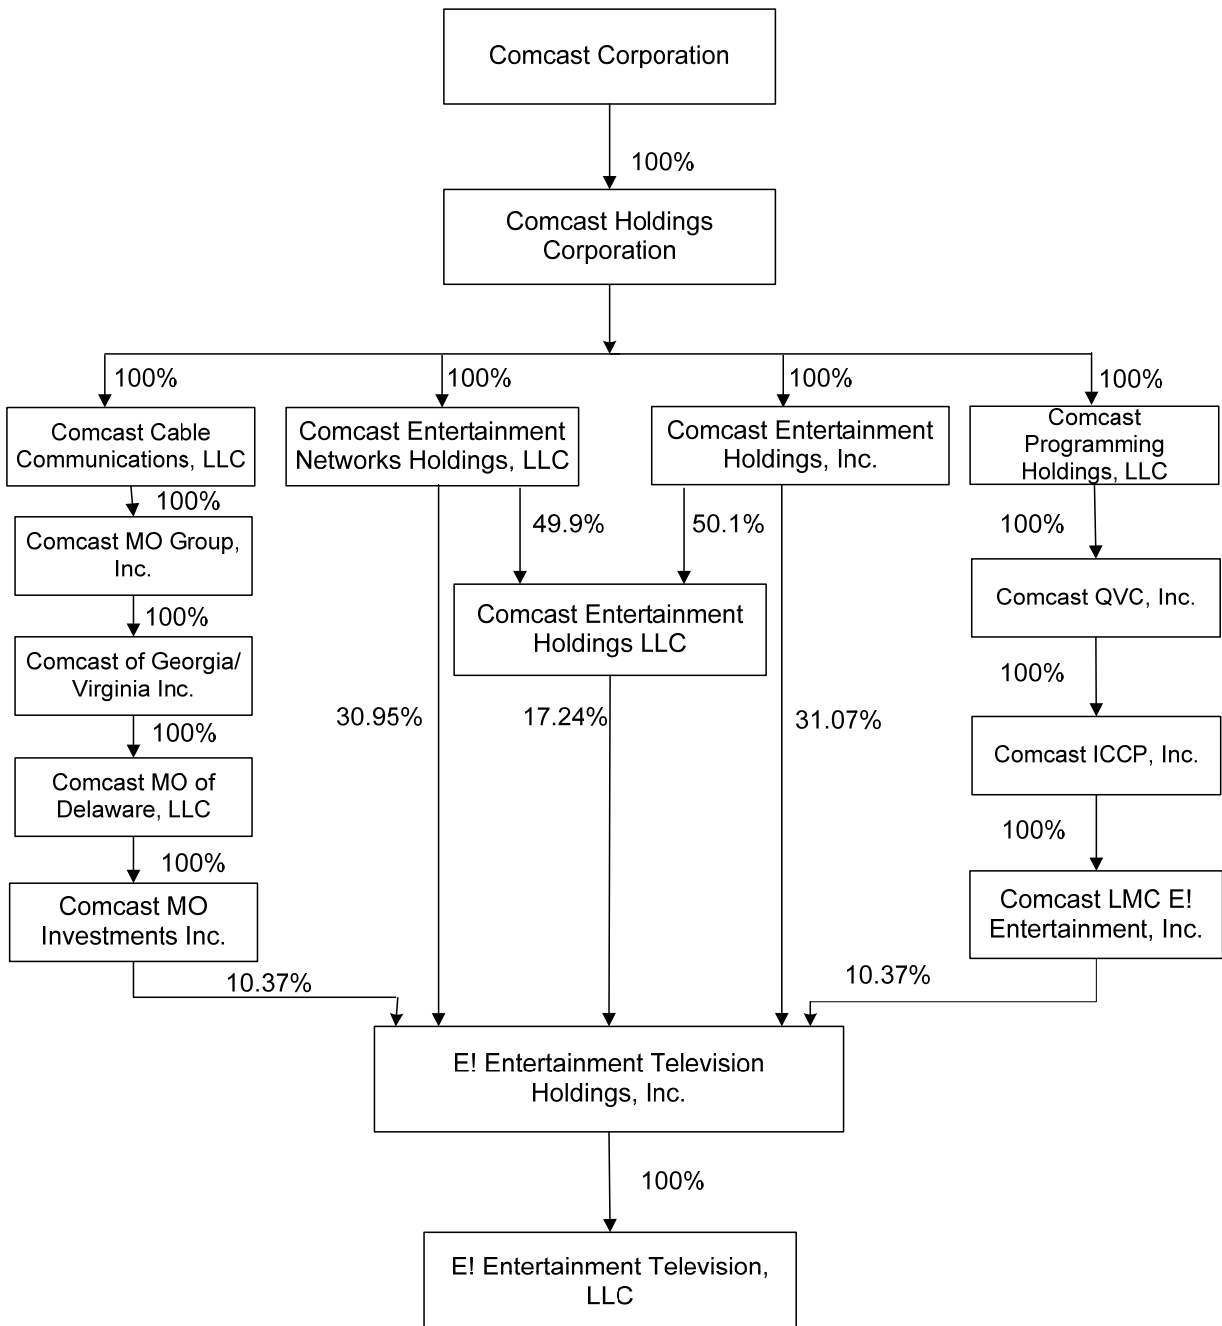 Comcast Corporation
100%
Comcast Holdings
Corporation
100%
100%
100%
100%
Comcast Cable
Communications, LLC
Comcast Entertainment
Networks Holdings, LLC
Comcast Entertainment
Holdings, Inc.
Comcast
Programming
Holdings, LLC
100%
49.9%
50.1%
100%
Comcast MO Group,
Inc.
Comcast Entertainment
Holdings LLC
Comcast QVC, Inc.
100%
Comcast of Georgia/
Virginia Inc.
100%
30.95%
17.24%
31.07%
100%
Comcast ICCP, Inc.
Comcast MO of
Delaware, LLC
100%
100%
Comcast MO
Investments Inc.
Comcast LMC E!
Entertainment, Inc.
10.37%
10.37%
E! Entertainment Television
Holdings, Inc.
100%
E! Entertainment Television,
LLC